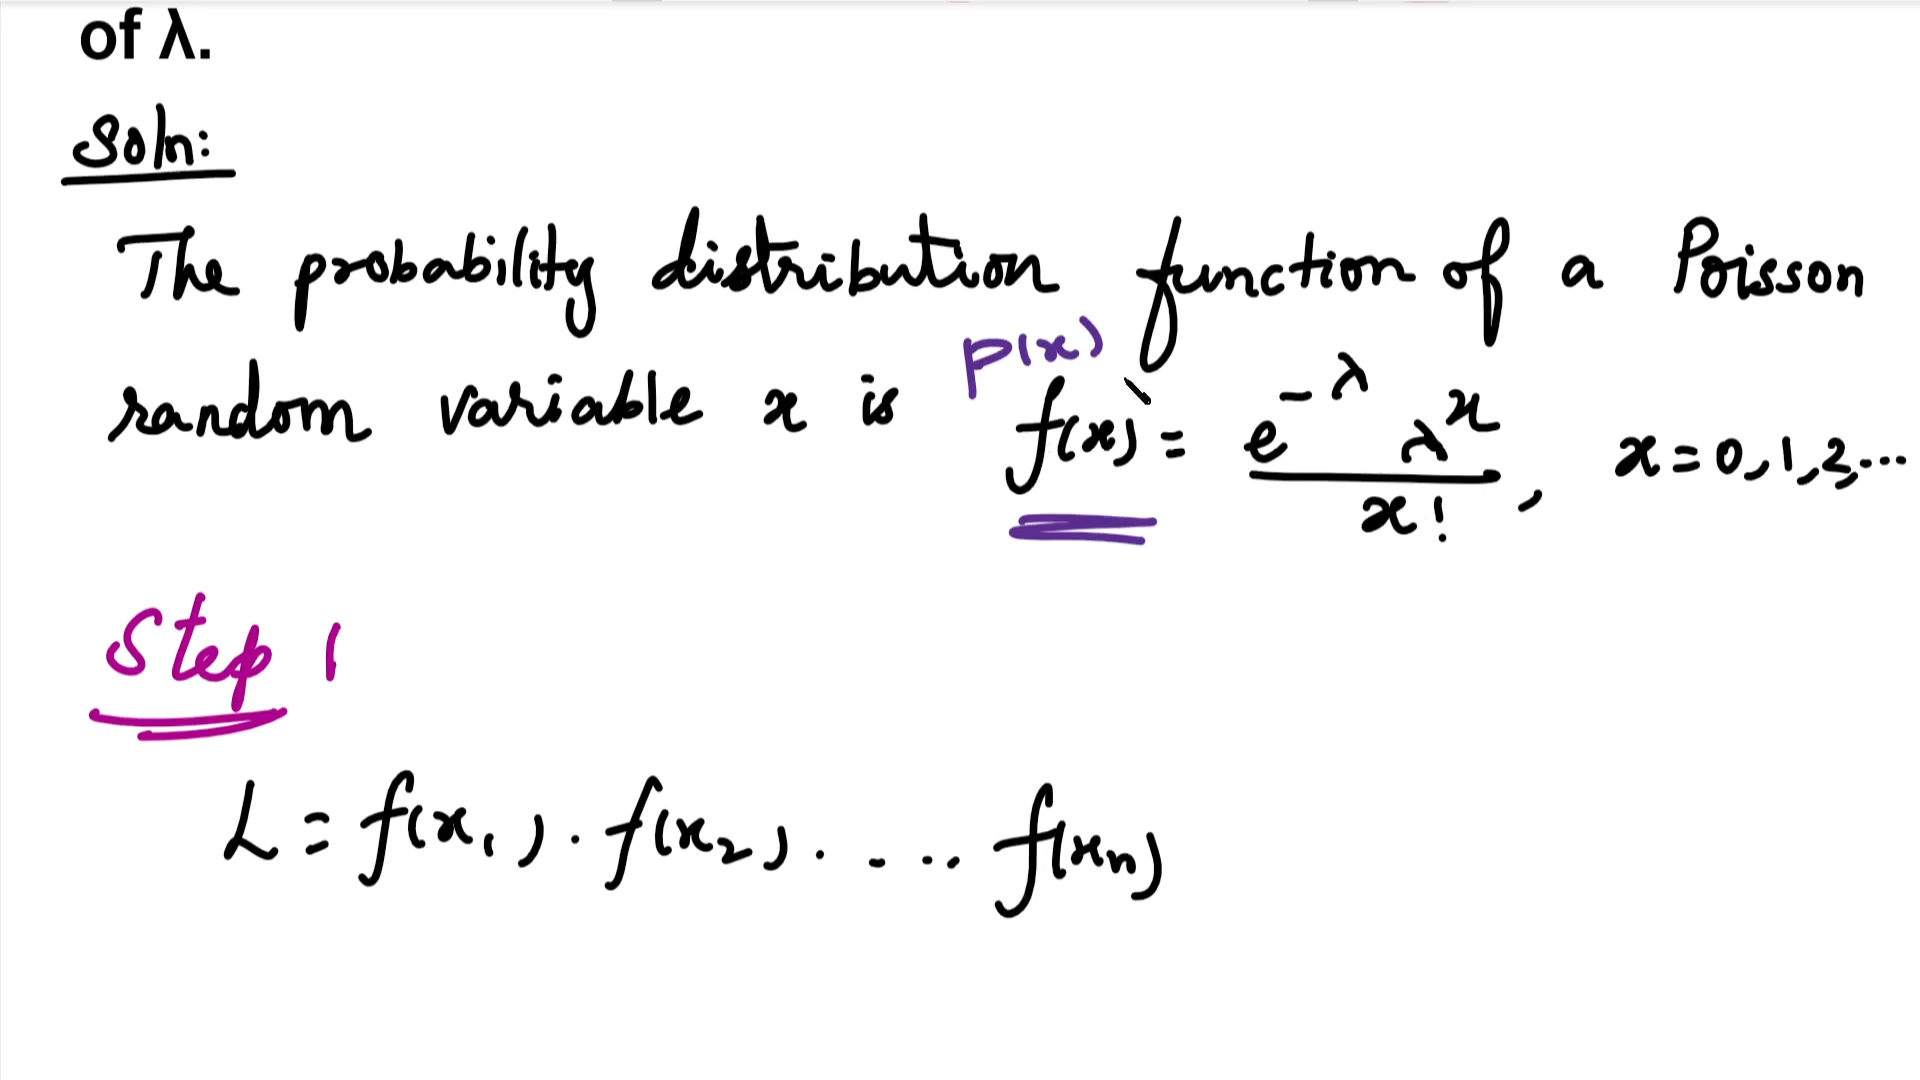 of λ.
Soln:
The probability distribution function of a Poisson
p(x)
random variable x is f(x) = e^-λ λ^x / x! , x = 0, 1, 2, ...
Step 1
L = f(x₁) . f(x₂) . . ... f(xₙ)